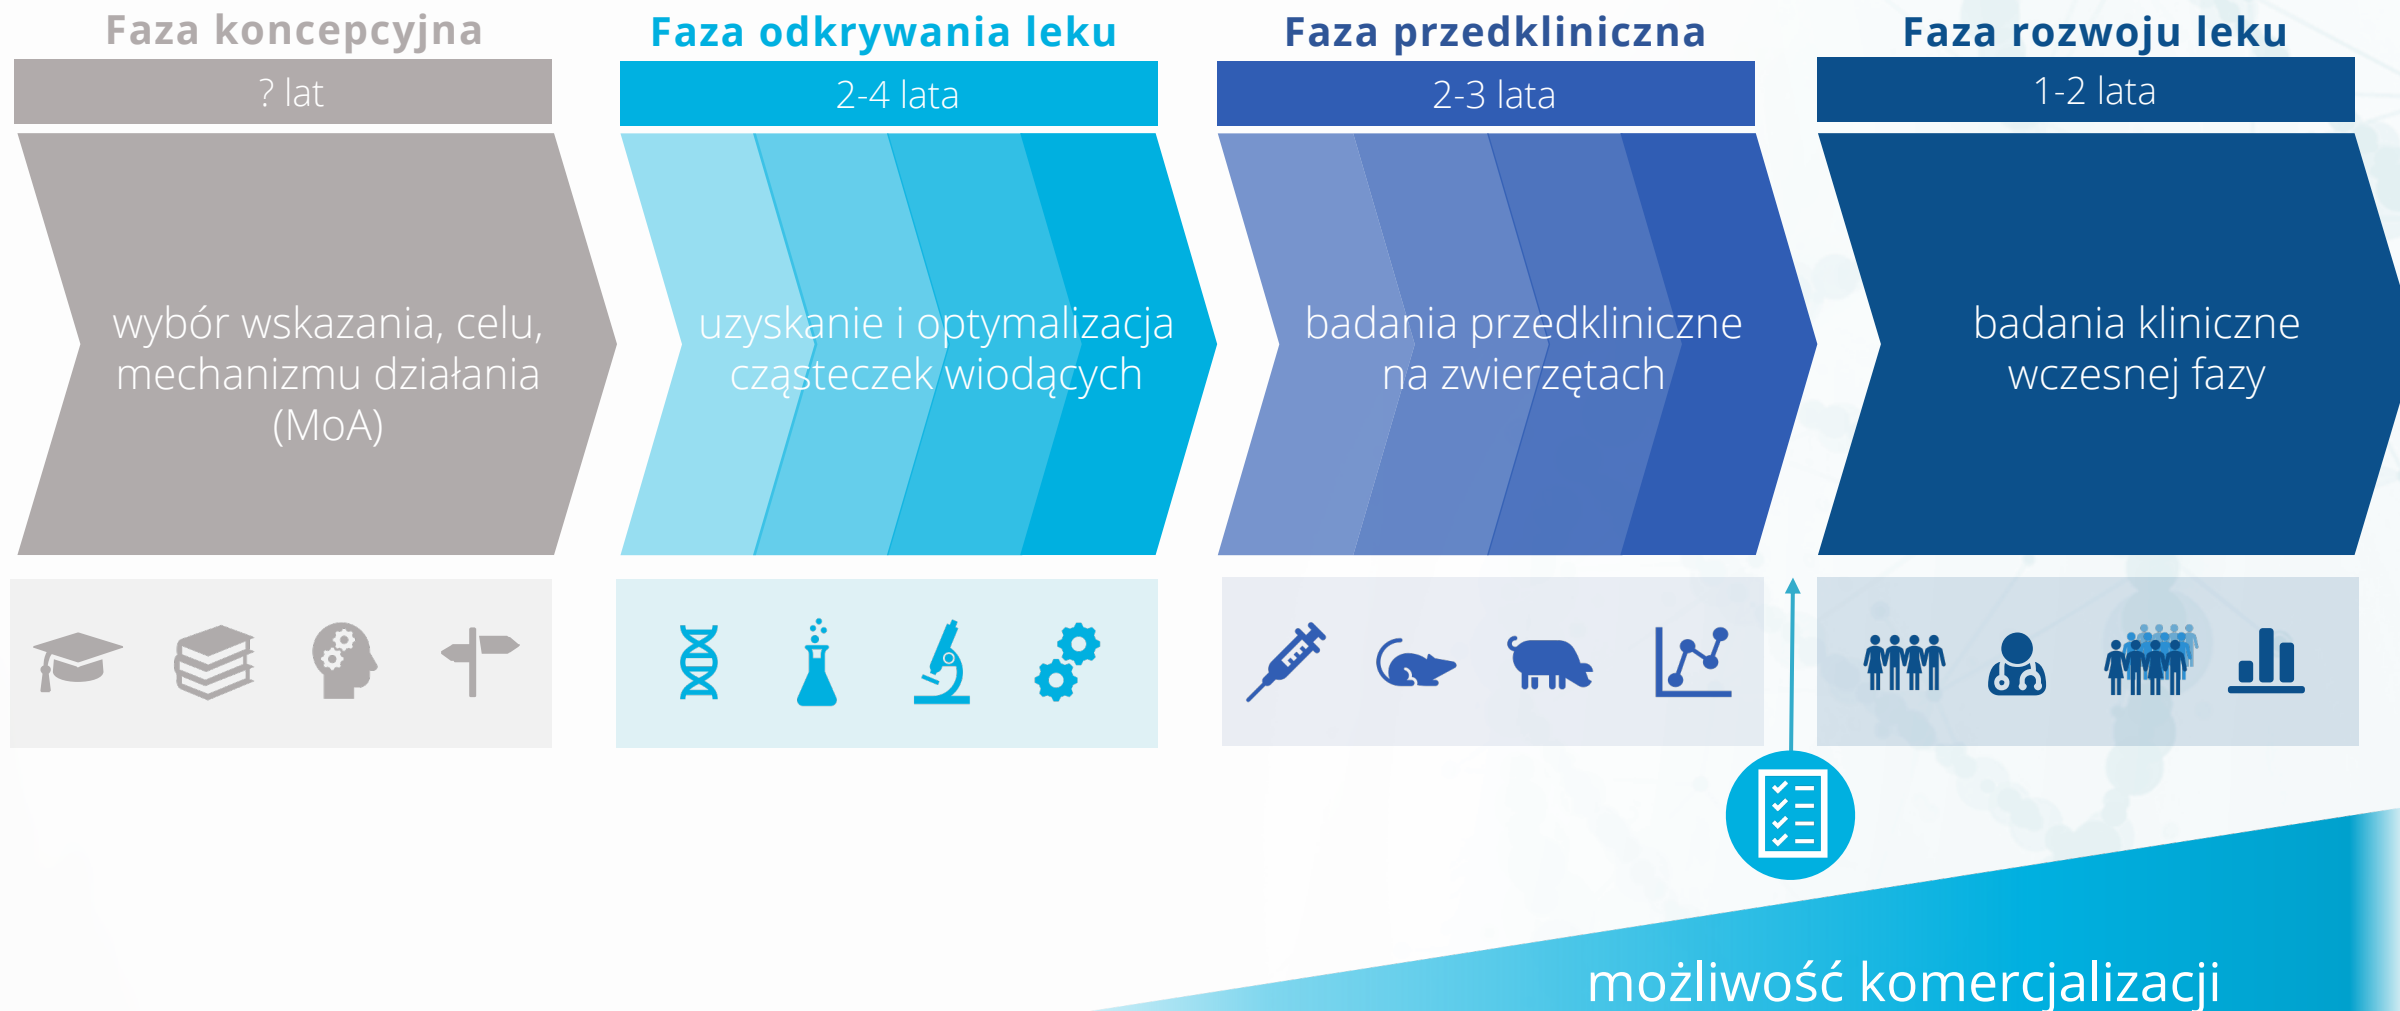 Faza koncepcyjna
? lat
wybór wskazania, celu,
mechanizmu działania
(MoA)
Faza odkrywania leku
2-4 lata
uzyskanie i optymalizacja
cząsteczek wiodących
Faza przedkliniczna
2-3 lata
badania przedkliniczne
na zwierzętach
Faza rozwoju leku
1-2 lata
badania kliniczne
wczesnej fazy
możliwość komercjalizacji